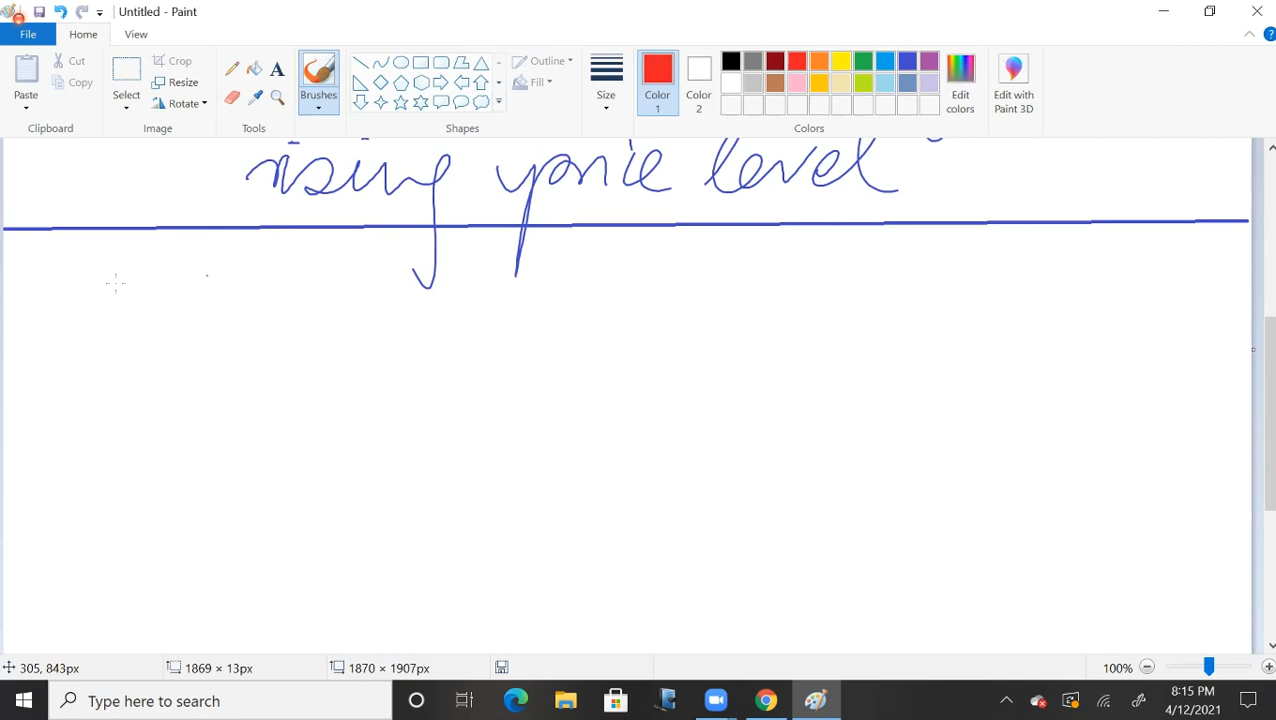 Untitled - Paint
File
Home
View
Paste
Cut
Copy
Clipboard
Select
Crop
Resize
Rotate
Image
Tools
Brushes
Shapes
Outline
Fill
Size
Color 1
Color 2
Colors
Edit colors
Edit with Paint 3D
rising level
305, 843px
1869 × 13px
1870 × 1907px
100%
Type here to search
8:15 PM
4/12/2021